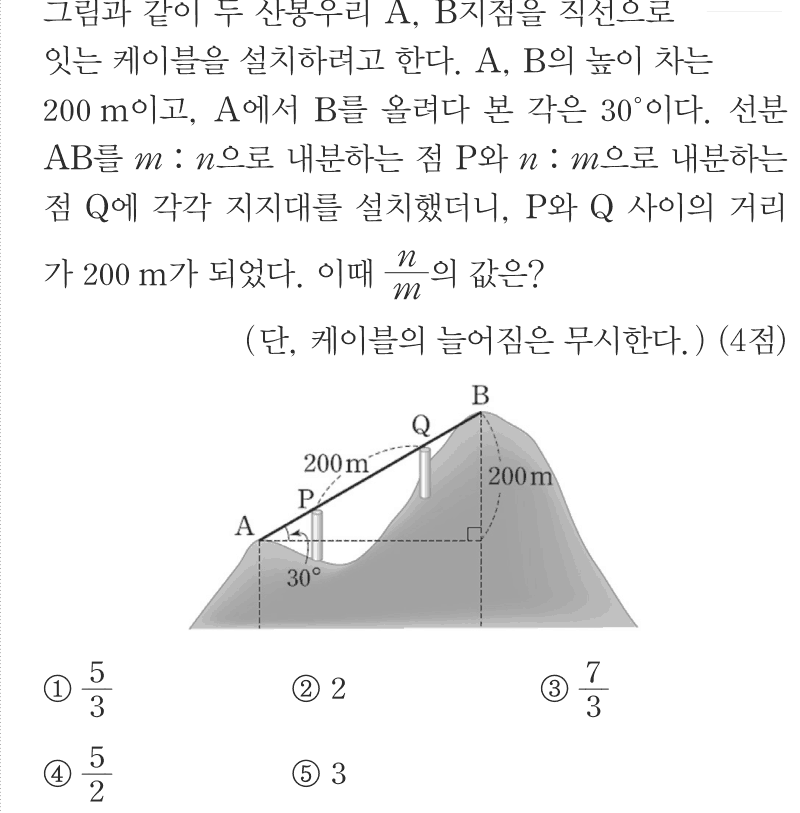 그림과 같이 두 산봉우리 A, B지점을 직선으로
잇는 케이블을 설치하려고 한다. A, B의 높이 차는
200 m이고, A에서 B를 올려다 본 각은 30°이다. 선분
AB를 m : n으로 내분하는 점 P와 n : m으로 내분하는
점 Q에 각각 지지대를 설치했더니, P와 Q 사이의 거리
가 200 m가 되었다. 이때 n/m의 값은?
(단, 케이블의 늘어짐은 무시한다.) (4점)
B
Q
200 m
200 m
P
A
30°
① 5/3 ② 2 ③ 7/3
④ 5/2 ⑤ 3